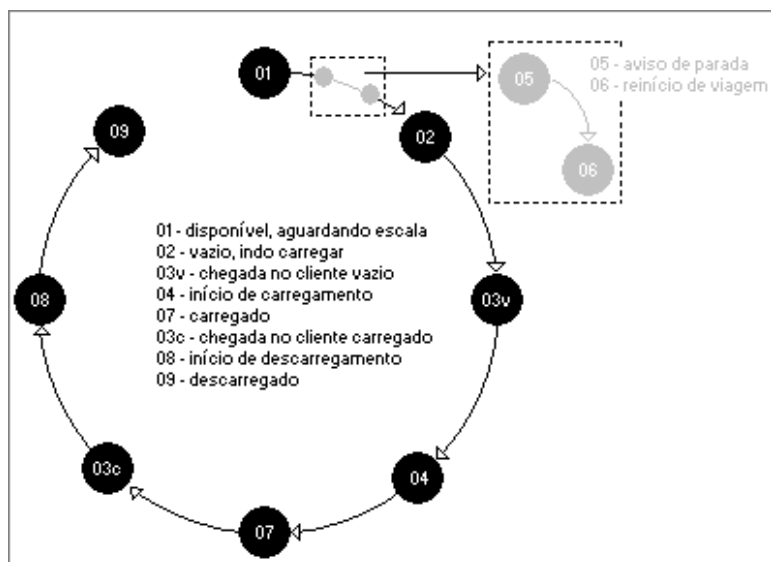 01
05
05 - aviso de parada
06 - reinício de viagem
09
02
06
01 - disponível, aguardando escala
02 - vazio, indo carregar
03v - chegada no cliente vazio
04 - início de carregamento
07 - carregado
03c - chegada no cliente carregado
08 - início de descarregamento
09 - descarregado
08
03v
03c
04
07